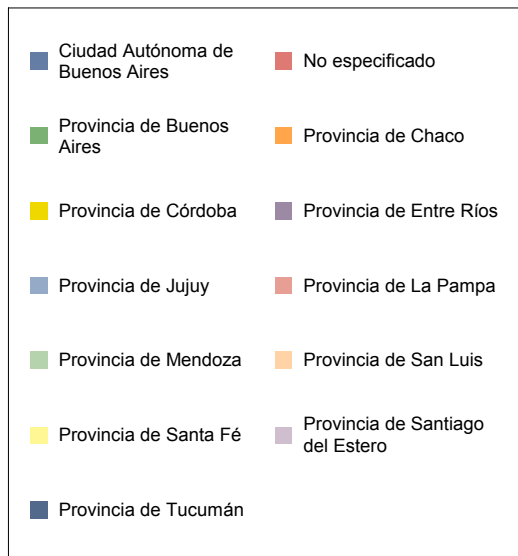 Ciudad Autónoma de
Buenos Aires
No especificado
Provincia de Buenos
Aires
Provincia de Chaco
Provincia de Córdoba
Provincia de Entre Ríos
Provincia de Jujuy
Provincia de La Pampa
Provincia de Mendoza
Provincia de San Luis
Provincia de Santa Fé
Provincia de Santiago
del Estero
Provincia de Tucumán